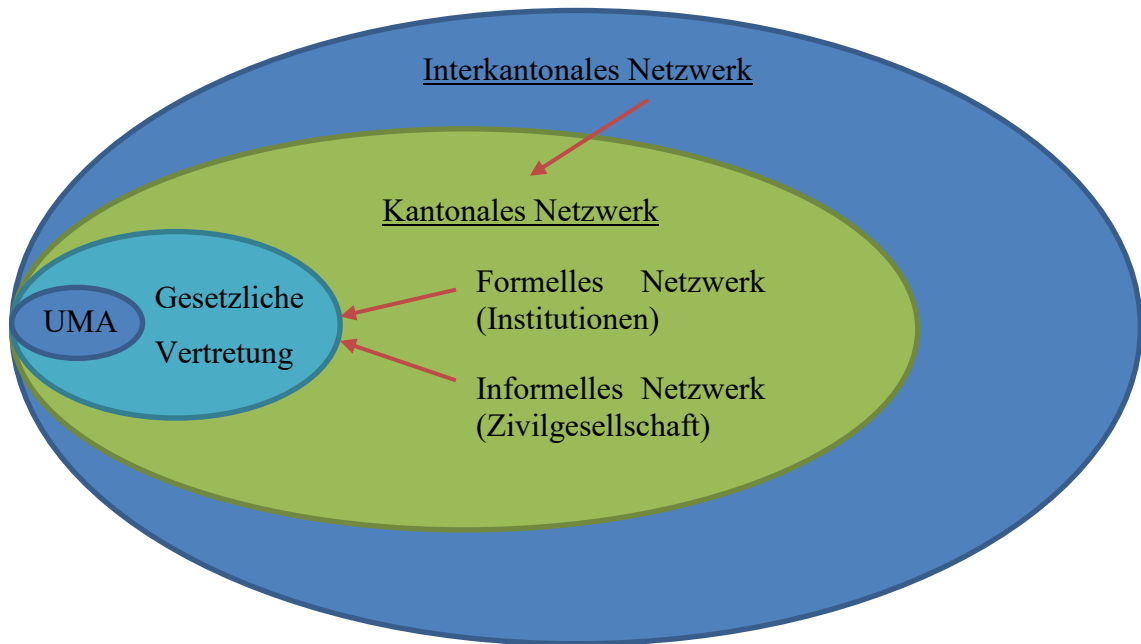 Interkantonales Netzwerk
Kantonales Netzwerk
UMA
Gesetzliche
Vertretung
Formelles Netzwerk
(Institutionen)
Informelles Netzwerk
(Zivilgesellschaft)